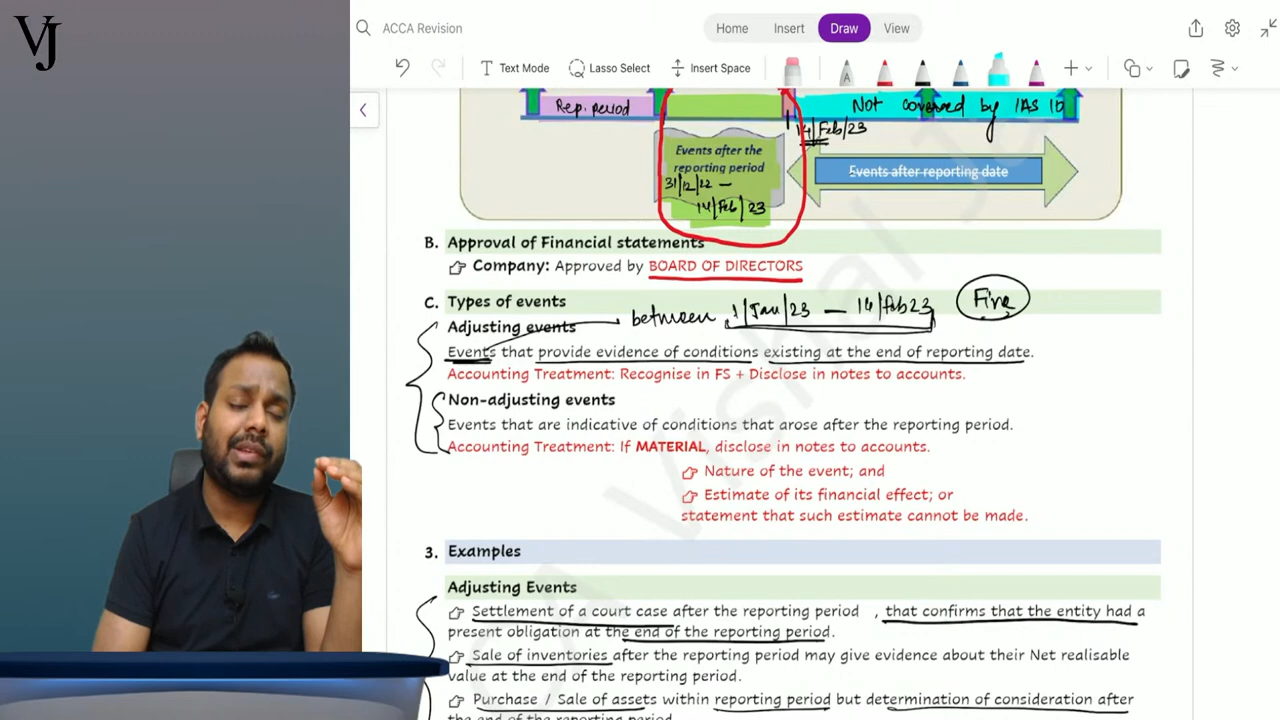 VJ
ACCA Revision
Home Insert Draw View
Text Mode Lasso Select Insert Space
Rep. period Not covered by IAS 10
14/Feb/23
Events after the
reporting period
31/12/22 –
14/Feb/23
Events after reporting date
B. Approval of Financial statements
Company: Approved by BOARD OF DIRECTORS
C. Types of events
between 1/Jan/23 — 14/Feb23 Fire
Adjusting events
Events that provide evidence of conditions existing at the end of reporting date.
Accounting Treatment: Recognise in FS + Disclose in notes to accounts.
Non-adjusting events
Events that are indicative of conditions that arose after the reporting period.
Accounting Treatment: If MATERIAL, disclose in notes to accounts.
Nature of the event; and
Estimate of its financial effect; or
statement that such estimate cannot be made.
3. Examples
Adjusting Events
Settlement of a court case after the reporting period , that confirms that the entity had a
present obligation at the end of the reporting period.
Sale of inventories after the reporting period may give evidence about their Net realisable
value at the end of the reporting period.
Purchase / Sale of assets within reporting period but determination of consideration after
the end of the reporting period.